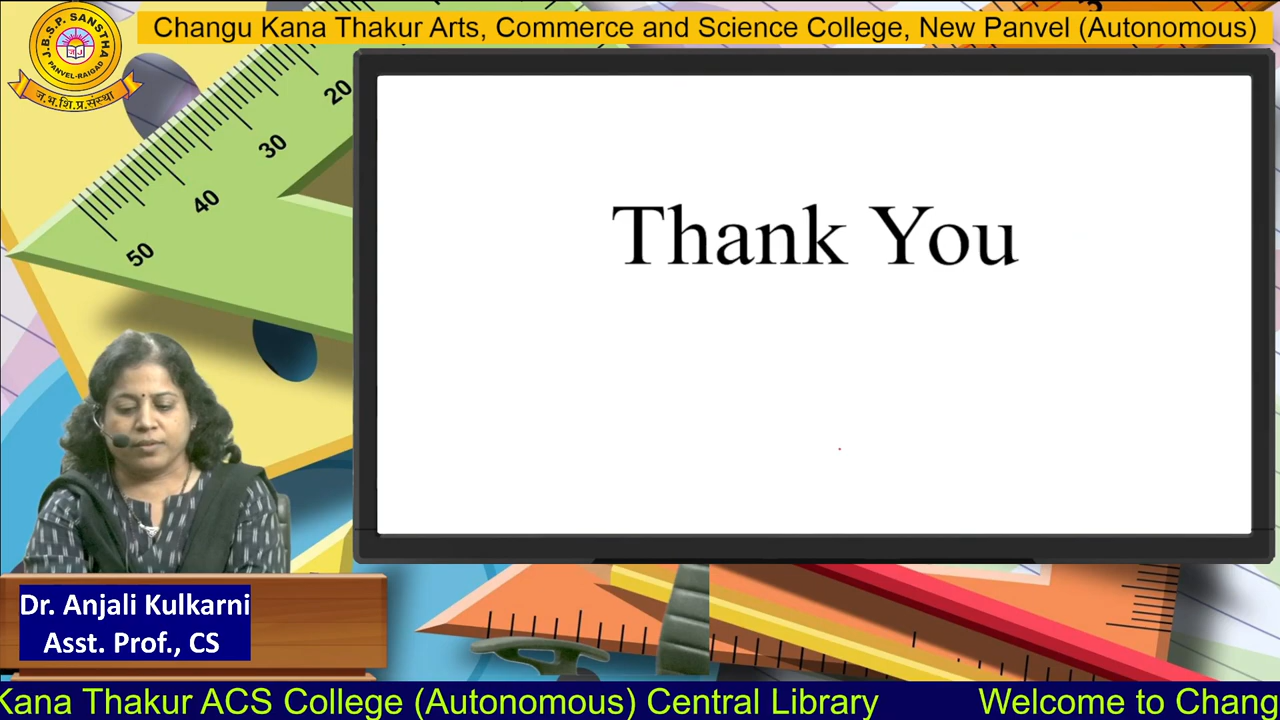 Changu Kana Thakur Arts, Commerce and Science College, New Panvel (Autonomous)
J.B.S.P. SANSTHA
PANVEL-RAIGAD
ज.भ.शि.प्र.संस्था
20
30
40
50
Thank You
Dr. Anjali Kulkarni
Asst. Prof., CS
Kana Thakur ACS College (Autonomous) Central Library Welcome to Chang